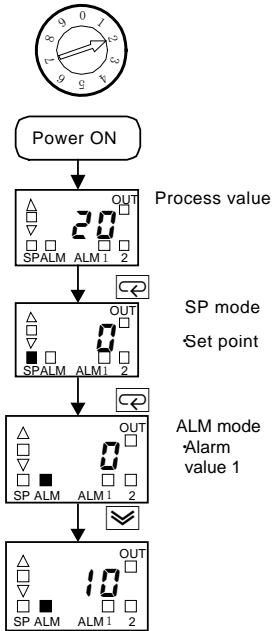 0 1 2 3 4 5 6 7 8 9
Power ON
OUT
20
SP ALM ALM 1 2
Process value
OUT
0
SP ALM ALM 1 2
SP mode
・Set point
OUT
0
SP ALM ALM 1 2
ALM mode
・Alarm
value 1
OUT
10
SP ALM ALM 1 2